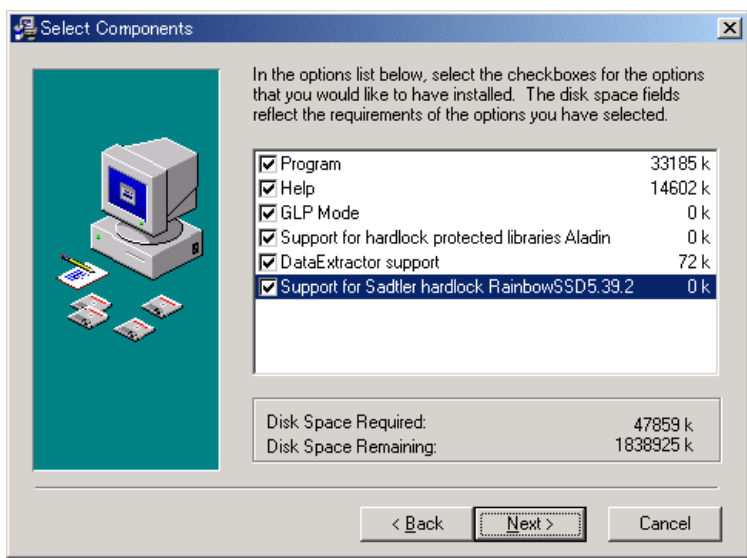 Select Components
In the options list below, select the checkboxes for the options
that you would like to have installed. The disk space fields
reflect the requirements of the options you have selected.
Program 33185 k
Help 14602 k
GLP Mode 0 k
Support for hardlock protected libraries Aladin 0 k
DataExtractor support 72 k
Support for Sadtler hardlock RainbowSSD5.39.2 0 k
Disk Space Required: 47859 k
Disk Space Remaining: 1838925 k
< Back Next > Cancel